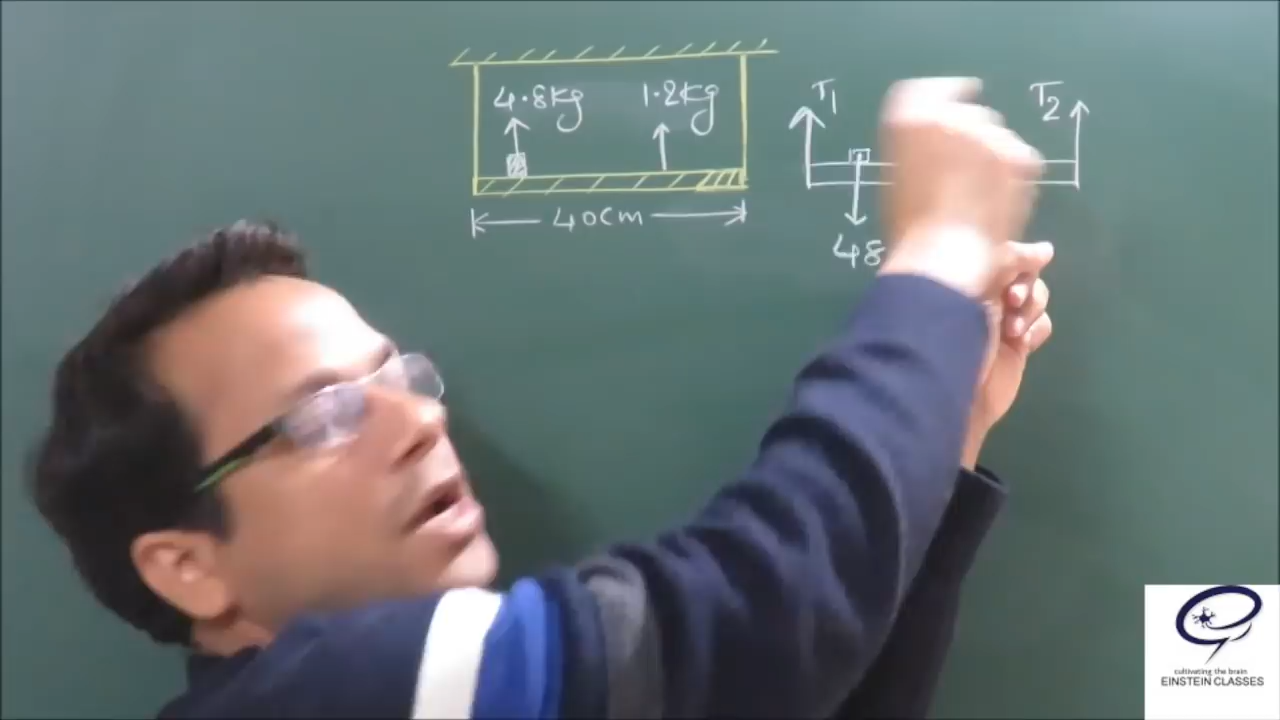 4.8kg 1.2kg
40cm
T1 T2
48
cultivating the brain
EINSTEIN CLASSES